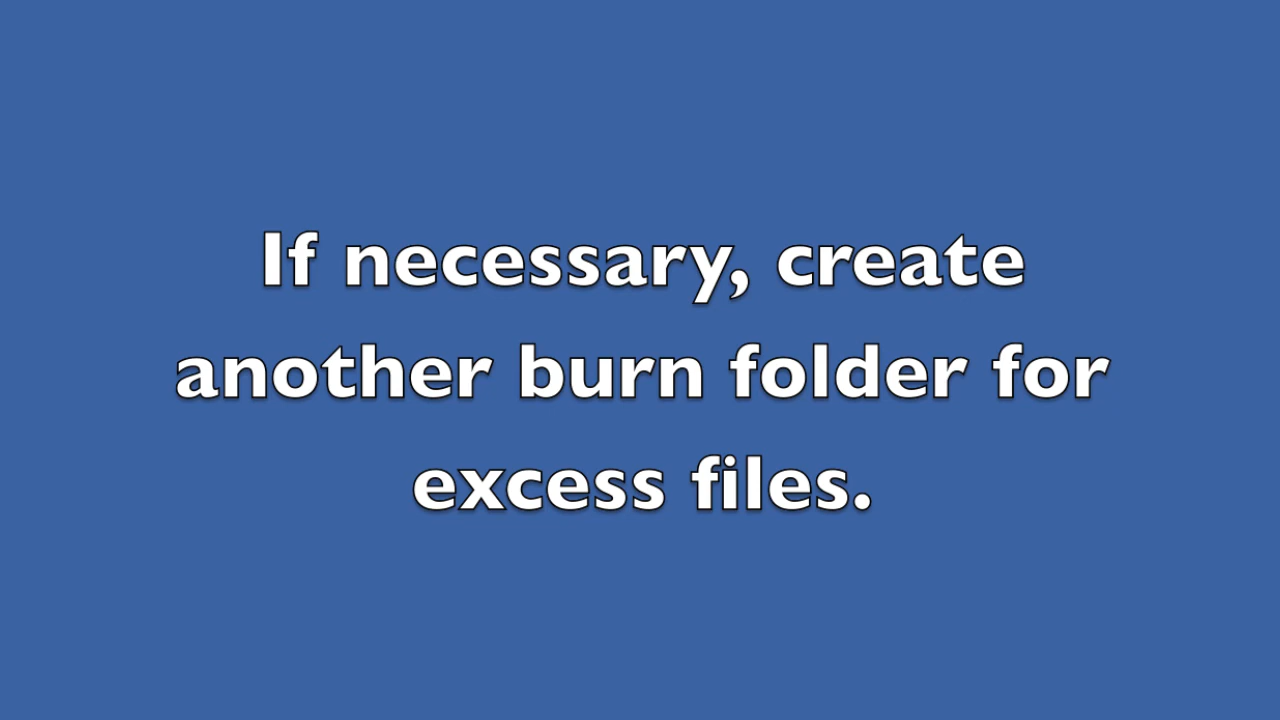 If necessary, create
another burn folder for
excess files.